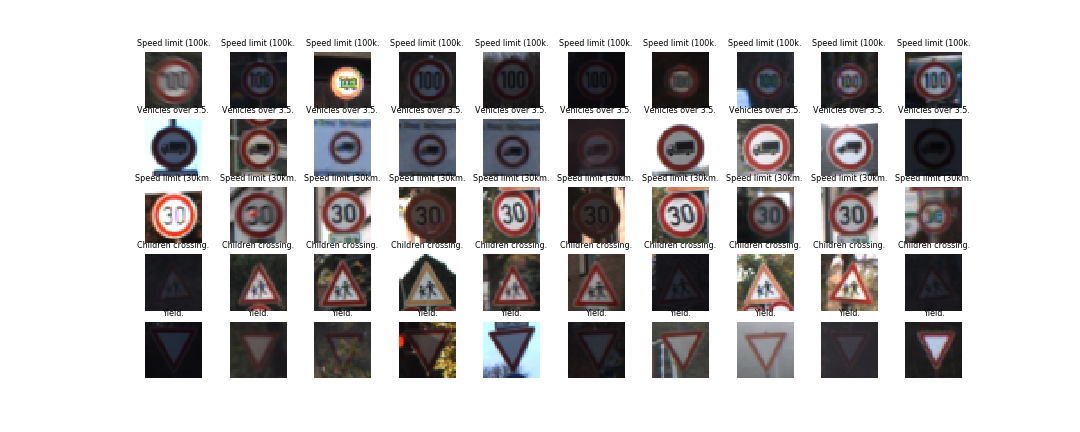 Speed limit (100k. Speed limit (100k. Speed limit (100k. Speed limit (100k. Speed limit (100k. Speed limit (100k. Speed limit (100k. Speed limit (100k. Speed limit (100k. Speed limit (100k.
100 100 100 100 100 100 100 100 100 100
Vehicles over 3.5. Vehicles over 3.5. Vehicles over 3.5. Vehicles over 3.5. Vehicles over 3.5. Vehicles over 3.5. Vehicles over 3.5. Vehicles over 3.5. Vehicles over 3.5. Vehicles over 3.5.
Speed limit (30km. Speed limit (30km. Speed limit (30km. Speed limit (30km. Speed limit (30km. Speed limit (30km. Speed limit (30km. Speed limit (30km. Speed limit (30km. Speed limit (30km.
30 30 30 30 30 30 30 30 30
Children crossing. Children crossing. Children crossing. Children crossing. Children crossing. Children crossing. Children crossing. Children crossing. Children crossing. Children crossing.
Yield. Yield. Yield. Yield. Yield. Yield. Yield. Yield. Yield. Yield.